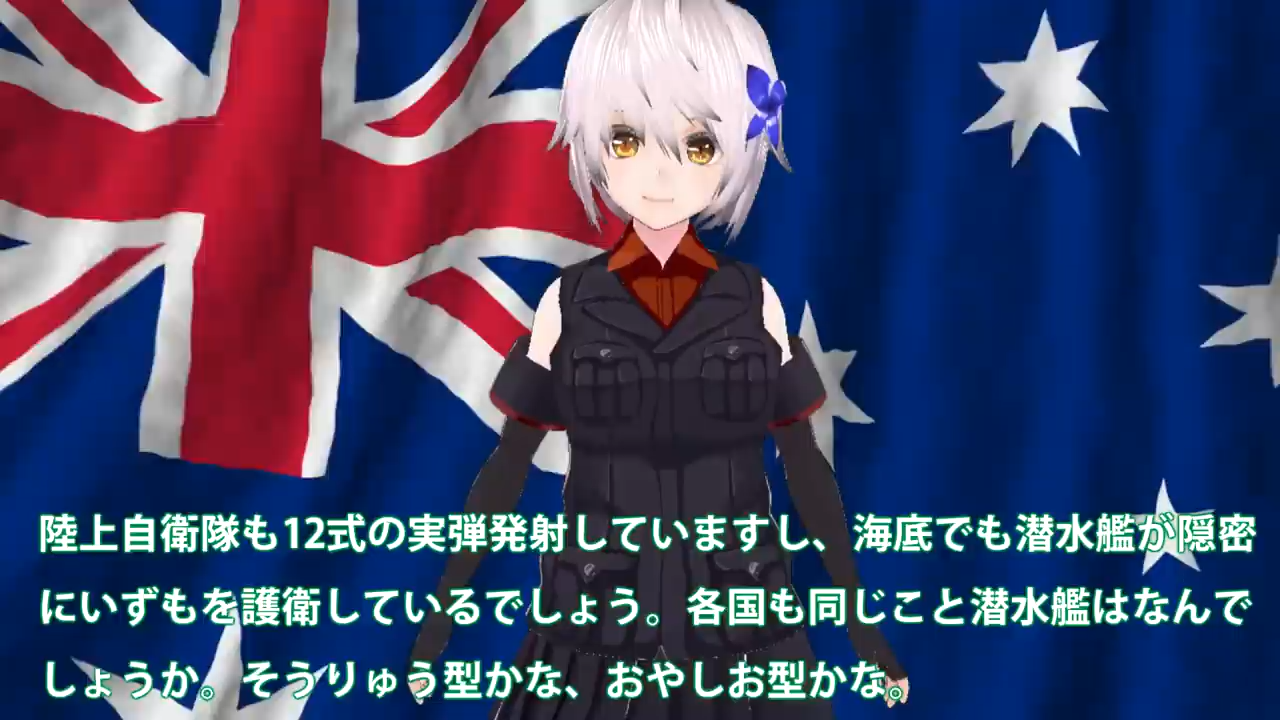 陸上自衛隊も12式の実弾発射していますし、海底でも潜水艦が隠密
にいずもを護衛しているでしょう。各国も同じこと潜水艦はなんで
しょうか。そうりゅう型かな、おやしお型かな。